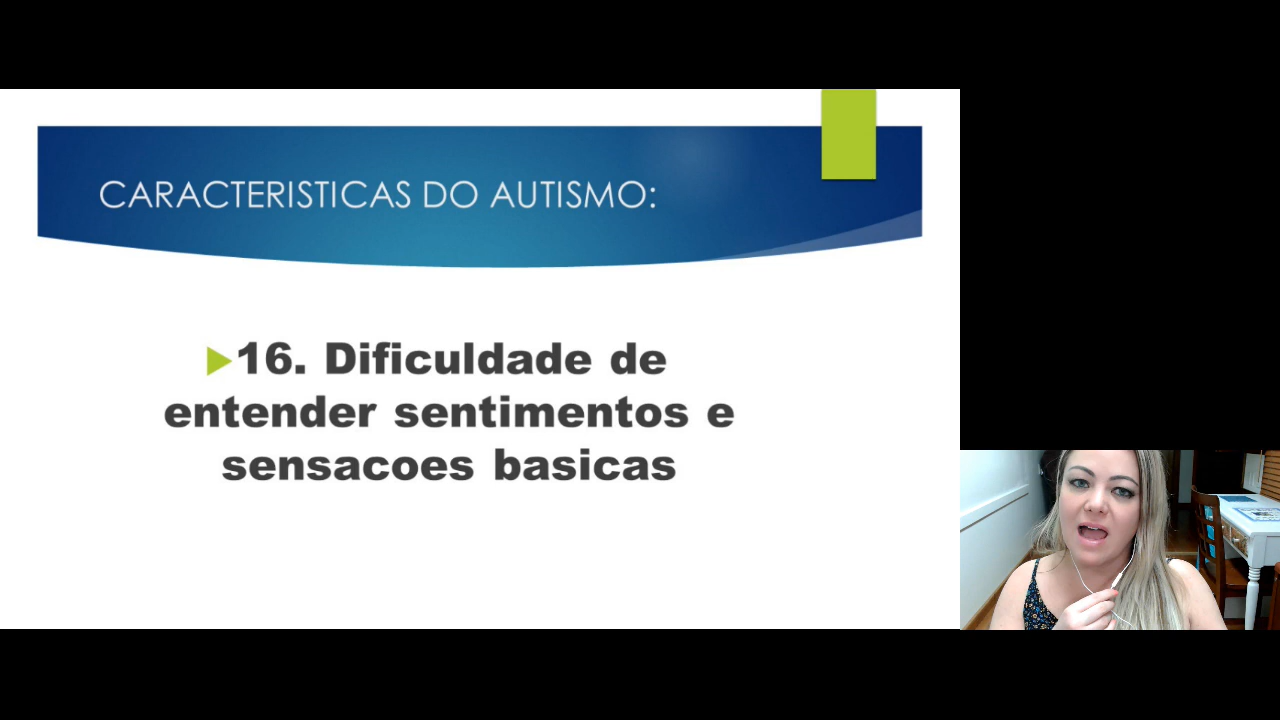 CARACTERISTICAS DO AUTISMO:
16. Dificuldade de
entender sentimentos e
sensacoes basicas